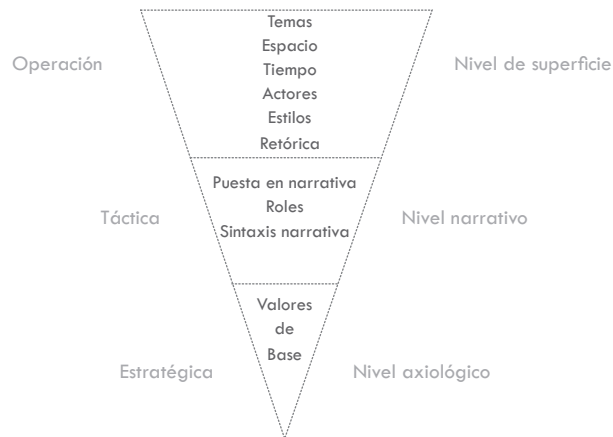 Temas
Espacio
Operación
Nivel de superficie
Tiempo
Actores
Estilos
Retórica
Puesta en narrativa
Roles
Táctica
Nivel narrativo
Sintaxis narrativa
Valores
de
Base
Estratégica
Nivel axiológico